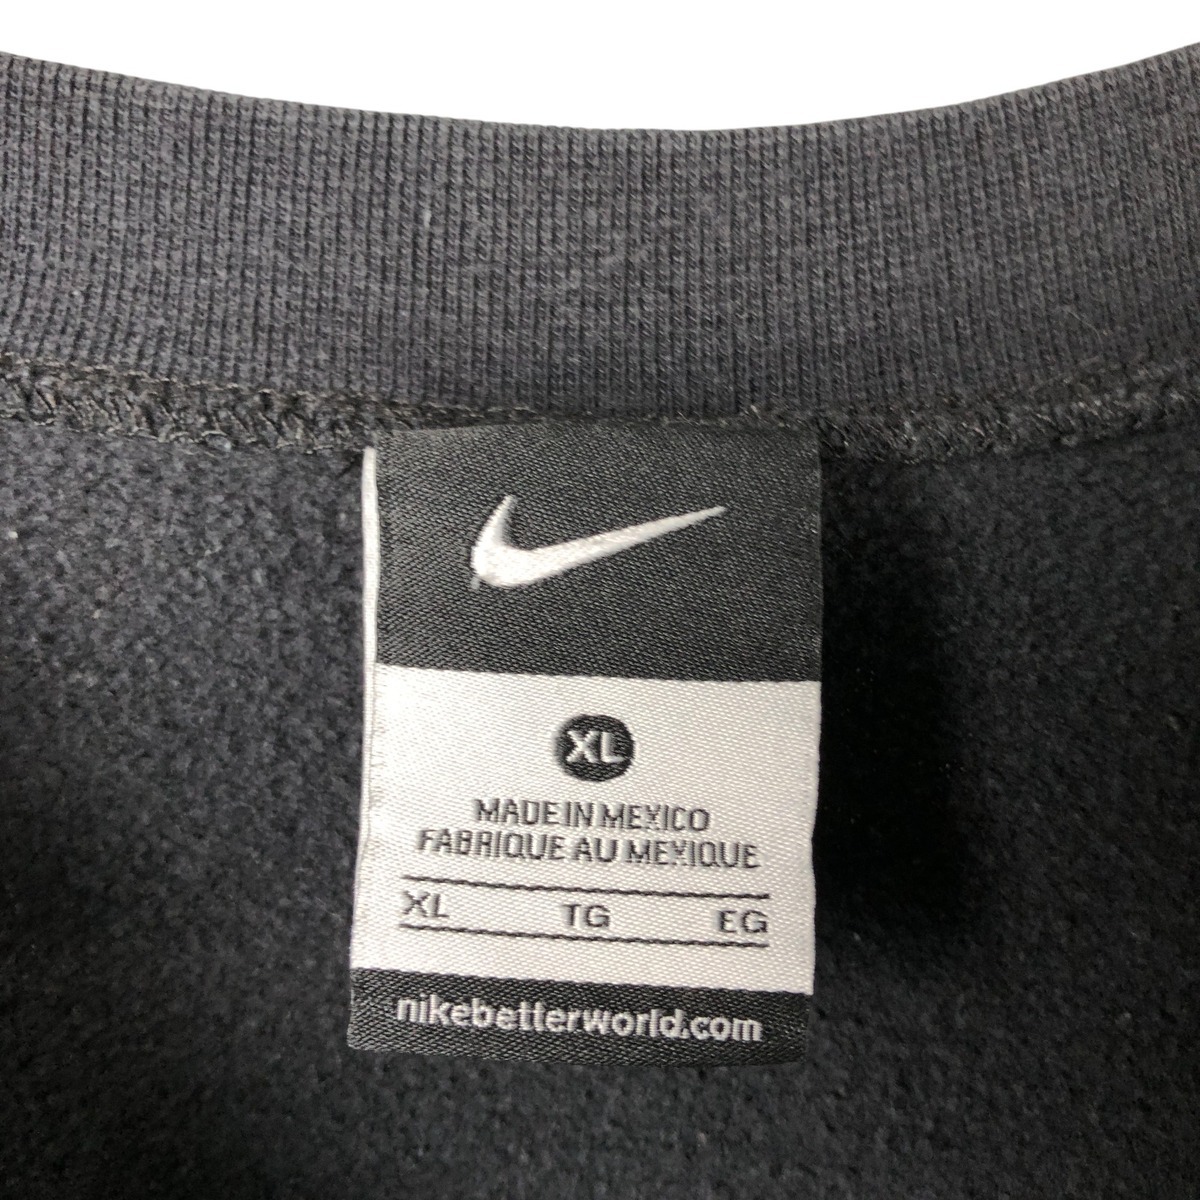 XL
MADE IN MEXICO
FABRIQUE AU MEXIQUE
XL TG EG
nikebetterworld.com